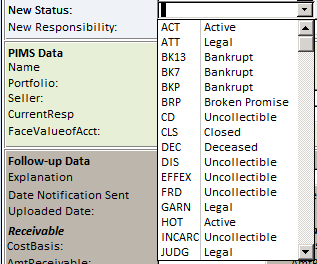 New Status:
New Responsibility:
ACT Active
ATT Legal
BK13 Bankrupt
BK7 Bankrupt
BKP Bankrupt
BRP Broken Promise
CD Uncollectible
CLS Closed
DEC Deceased
DIS Uncollectible
EFFEX Uncollectible
FRD Uncollectible
GARN Legal
HOT Active
INCARC Uncollectible
JUDG Legal
PIMS Data
Name
Portfolio:
Seller:
CurrentResp
FaceValueofAcct:
Follow-up Data
Explanation
Date Notification Sent
Uploaded Date:
Receivable
CostBasis:
AmtReceivable: